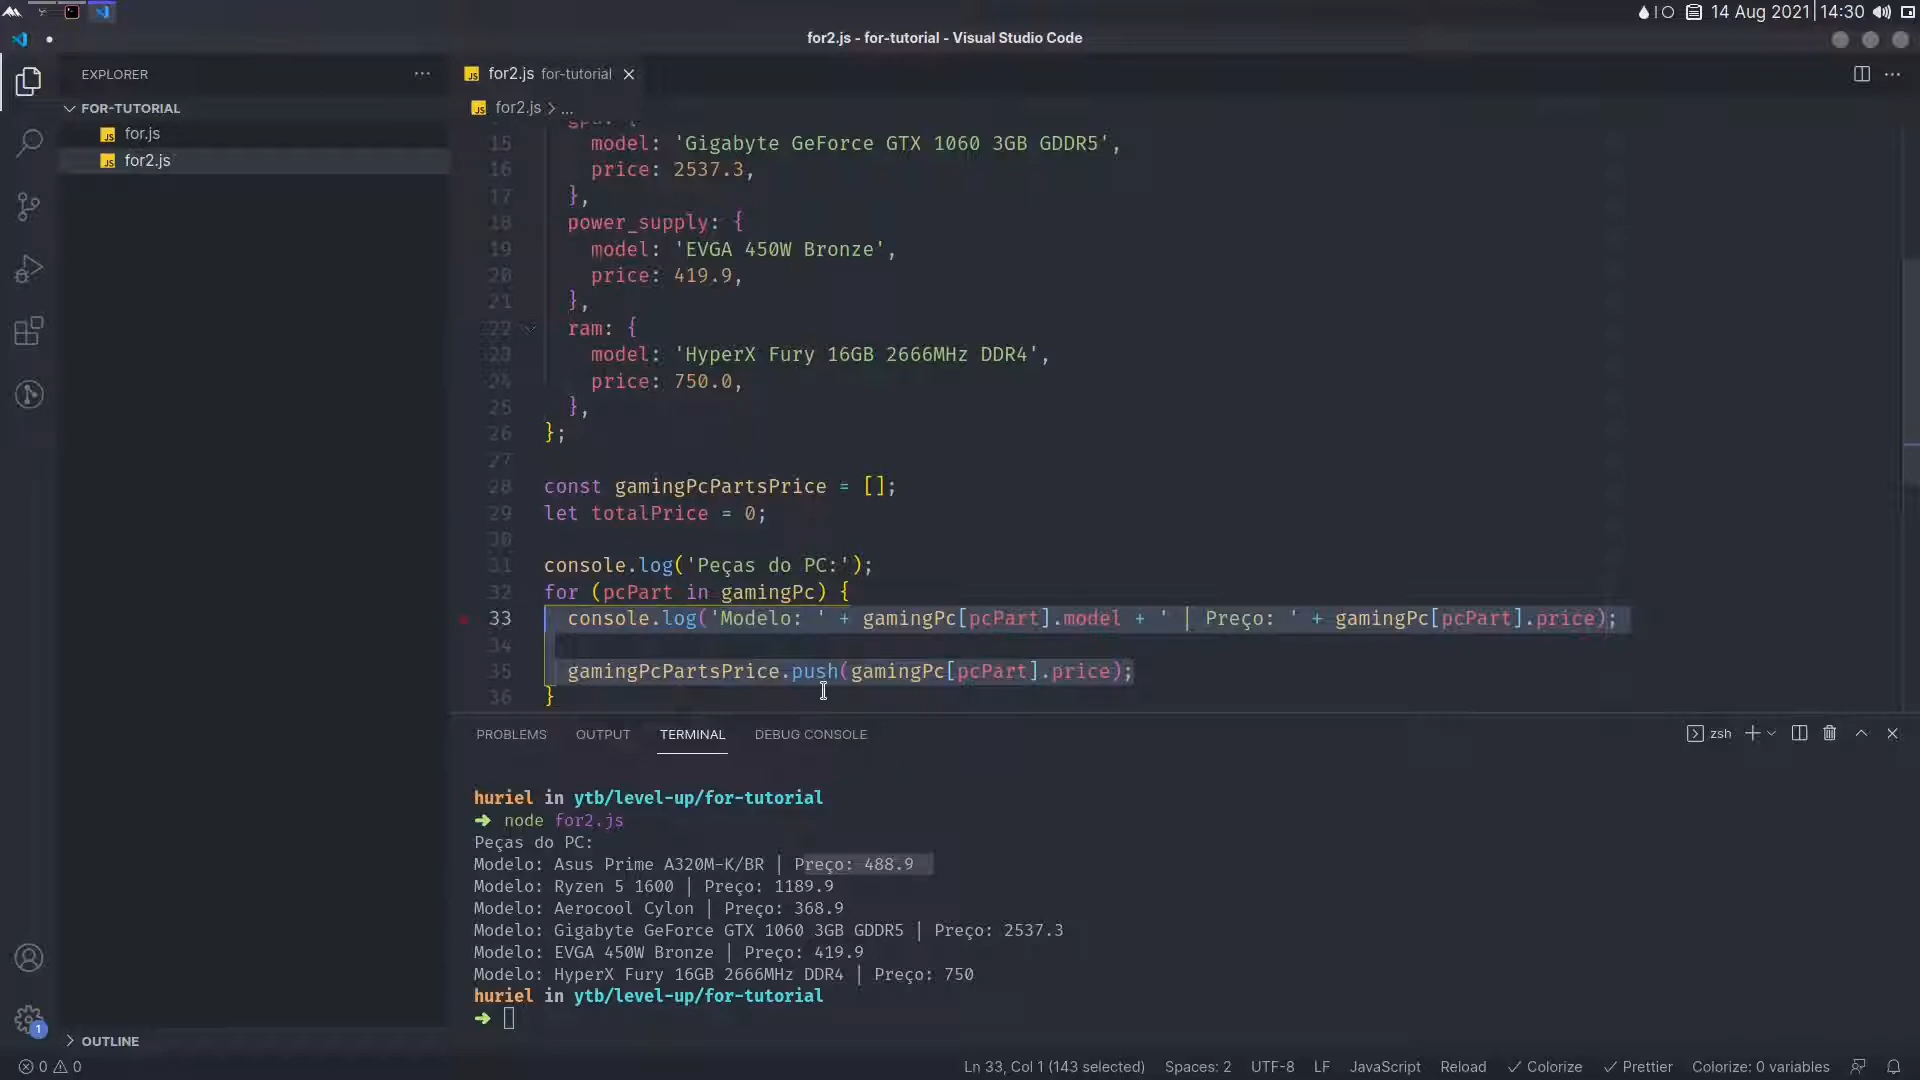 14 Aug 2021 | 14:30
for2.js - for-tutorial - Visual Studio Code
EXPLORER
FOR-TUTORIAL
for.js
for2.js
OUTLINE
for2.js for-tutorial
for2.js > ...
15 model: 'Gigabyte GeForce GTX 1060 3GB GDDR5',
16 price: 2537.3,
17 },
18 power_supply: {
19 model: 'EVGA 450W Bronze',
20 price: 419.9,
21 },
22 ram: {
23 model: 'HyperX Fury 16GB 2666MHz DDR4',
24 price: 750.0,
25 },
26 };
27
28 const gamingPcPartsPrice = [];
29 let totalPrice = 0;
30
31 console.log('Peças do PC:');
32 for (pcPart in gamingPc) {
33 console.log('Modelo: ' + gamingPc[pcPart].model + ' | Preço: ' + gamingPc[pcPart].price);
34
35 gamingPcPartsPrice.push(gamingPc[pcPart].price);
36 }
PROBLEMS OUTPUT TERMINAL DEBUG CONSOLE
zsh
huriel in ytb/level-up/for-tutorial
➜ node for2.js
Peças do PC:
Modelo: Asus Prime A320M-K/BR | Preço: 488.9
Modelo: Ryzen 5 1600 | Preço: 1189.9
Modelo: Aerocool Cylon | Preço: 368.9
Modelo: Gigabyte GeForce GTX 1060 3GB GDDR5 | Preço: 2537.3
Modelo: EVGA 450W Bronze | Preço: 419.9
Modelo: HyperX Fury 16GB 2666MHz DDR4 | Preço: 750
huriel in ytb/level-up/for-tutorial
➜
1
0 0 Ln 33, Col 1 (143 selected) Spaces: 2 UTF-8 LF JavaScript Reload ✓ Colorize ✓ Prettier Colorize: 0 variables